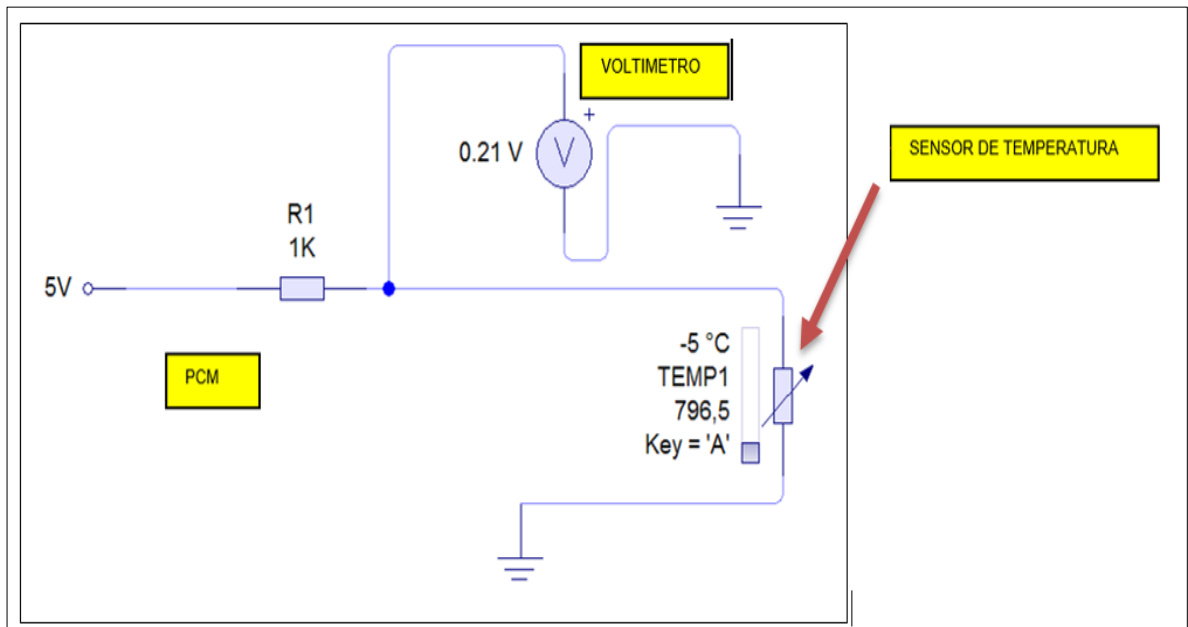 VOLTIMETRO
+
0.21 V
V
SENSOR DE TEMPERATURA
R1
1K
5V
PCM
-5 °C
TEMP1
796,5
Key = 'A'